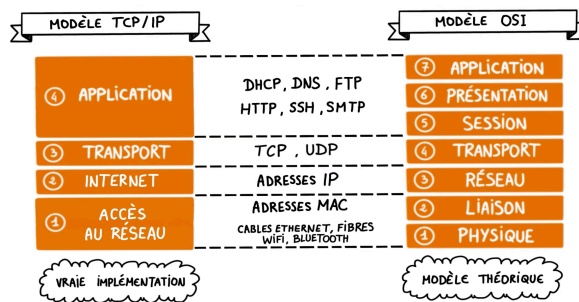 MODÈLE TCP/IP
④ APPLICATION
③ TRANSPORT
② INTERNET
① ACCÈS
AU RÉSEAU
VRAIE IMPLÉMENTATION
DHCP, DNS, FTP
HTTP, SSH, SMTP
TCP, UDP
ADRESSES IP
ADRESSES MAC
CABLES ETHERNET, FIBRES
WIFI, BLUETOOTH
MODÈLE OSI
⑦ APPLICATION
⑥ PRÉSENTATION
⑤ SESSION
④ TRANSPORT
③ RÉSEAU
② LIAISON
① PHYSIQUE
MODÈLE THÉORIQUE